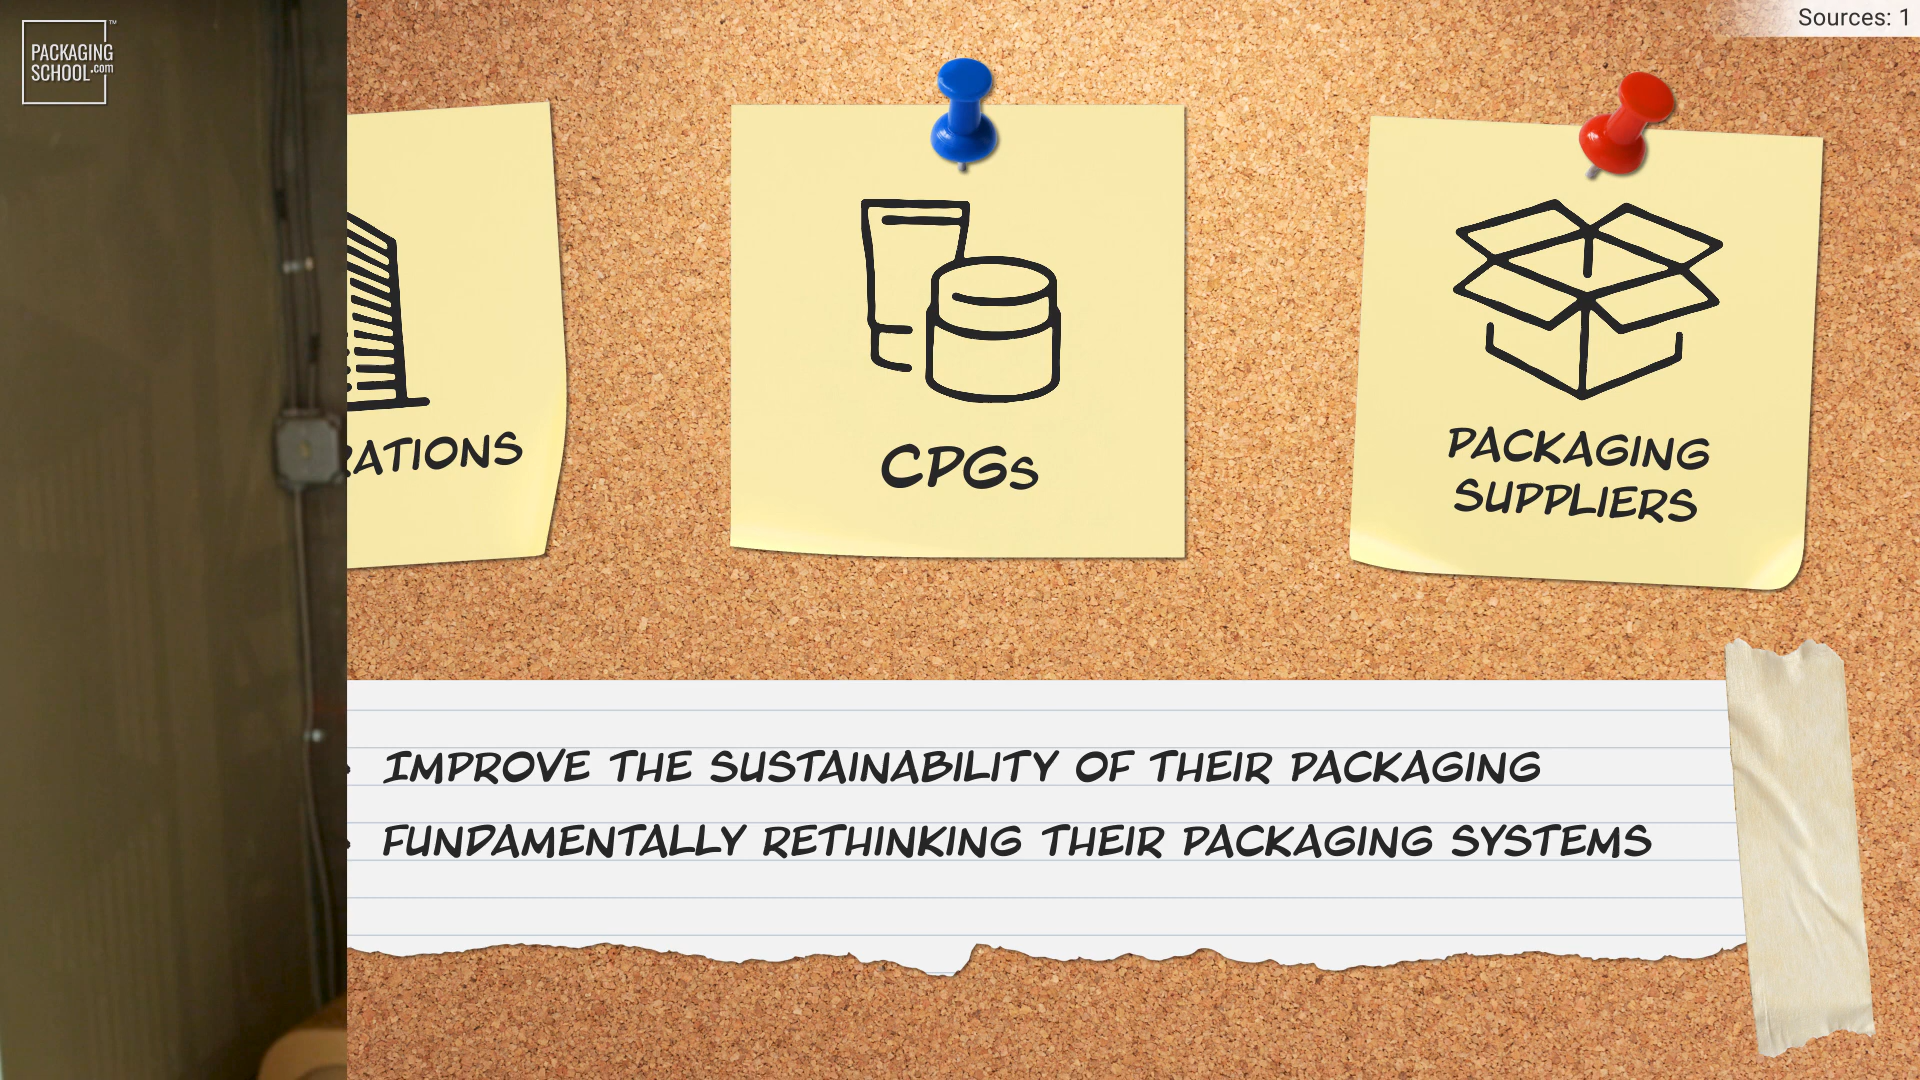 PACKAGING
SCHOOL.com
TM
Sources: 1
RATIONS
CPGs
PACKAGING
SUPPLIERS
• IMPROVE THE SUSTAINABILITY OF THEIR PACKAGING
• FUNDAMENTALLY RETHINKING THEIR PACKAGING SYSTEMS